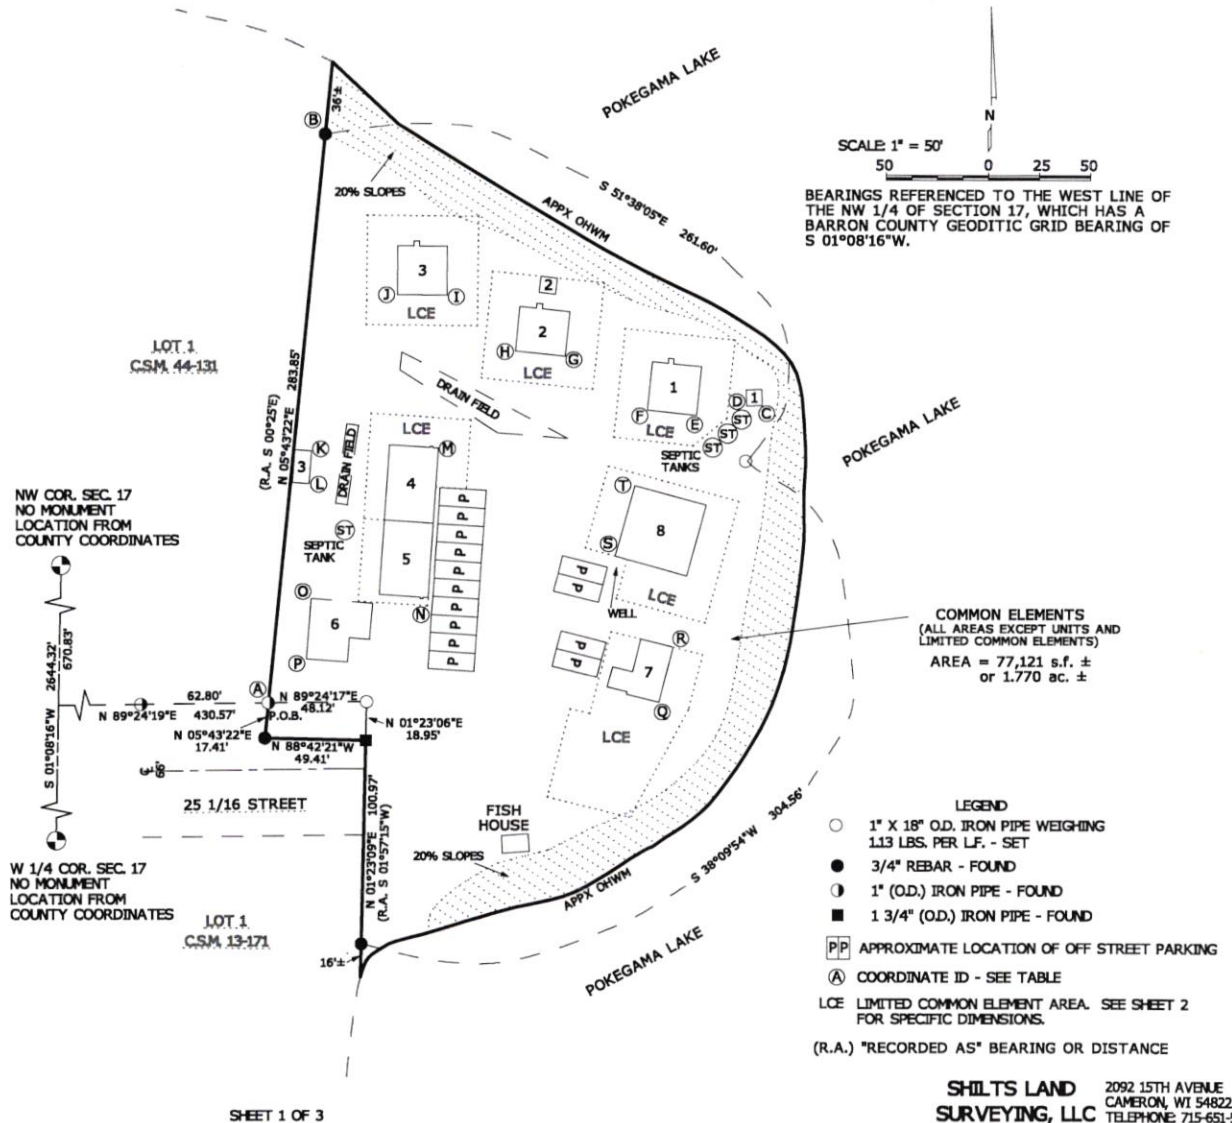 POKEGAMA LAKE
N
SCALE: 1" = 50'
50 0 25 50
BEARINGS REFERENCED TO THE WEST LINE OF
THE NW 1/4 OF SECTION 17, WHICH HAS A
BARRON COUNTY GEODITIC GRID BEARING OF
S 01°08'16"W.
36'±
B
20% SLOPES
APPX OHWM
S 51°38'05"E 261.60'
3
J
I
LCE
2
2
H
G
LCE
LOT 1
C.S.M. 44-131
(R.A. S 00°25'E)
N 05°43'22"E 283.85'
DRAIN FIELD
1
1
D
C
F
E
LCE
ST
ST
ST
SEPTIC
TANKS
POKEGAMA LAKE
LCE
M
K
3
L
DRAIN FIELD
4
5
ST
SEPTIC
TANK
P
P
P
P
P
P
P
P
P
P
N
T
8
S
P
P
WELL
LCE
NW COR. SEC. 17
NO MONUMENT
LOCATION FROM
COUNTY COORDINATES
O
6
P
P
P
R
7
Q
LCE
COMMON ELEMENTS
(ALL AREAS EXCEPT UNITS AND
LIMITED COMMON ELEMENTS)
AREA = 77,121 s.f. ±
or 1.770 ac. ±
S 01°08'16"W 2644.32'
670.83'
A
62.80'
N 89°24'19"E 430.57'
P.O.B.
N 89°24'17"E
48.12'
N 01°23'06"E
18.95'
N 05°43'22"E
17.41'
N 88°42'21"W
49.41'
℄
66'
25 1/16 STREET
N 01°23'09"E 100.97'
(R.A. S 01°57'15"W)
W 1/4 COR. SEC. 17
NO MONUMENT
LOCATION FROM
COUNTY COORDINATES
LOT 1
C.S.M. 13-171
16'±
FISH
HOUSE
20% SLOPES
APPX OHWM
S 38°09'54"W 304.56'
POKEGAMA LAKE
LEGEND
1" X 18" O.D. IRON PIPE WEIGHING
1.13 LBS. PER L.F. - SET
3/4" REBAR - FOUND
1" (O.D.) IRON PIPE - FOUND
1 3/4" (O.D.) IRON PIPE - FOUND
PP APPROXIMATE LOCATION OF OFF STREET PARKING
A COORDINATE ID - SEE TABLE
LCE LIMITED COMMON ELEMENT AREA. SEE SHEET 2
FOR SPECIFIC DIMENSIONS.
(R.A.) "RECORDED AS" BEARING OR DISTANCE
SHEET 1 OF 3
SHILTS LAND
SURVEYING, LLC
2092 15TH AVENUE
CAMERON, WI 54822
TELEPHONE: 715-651-